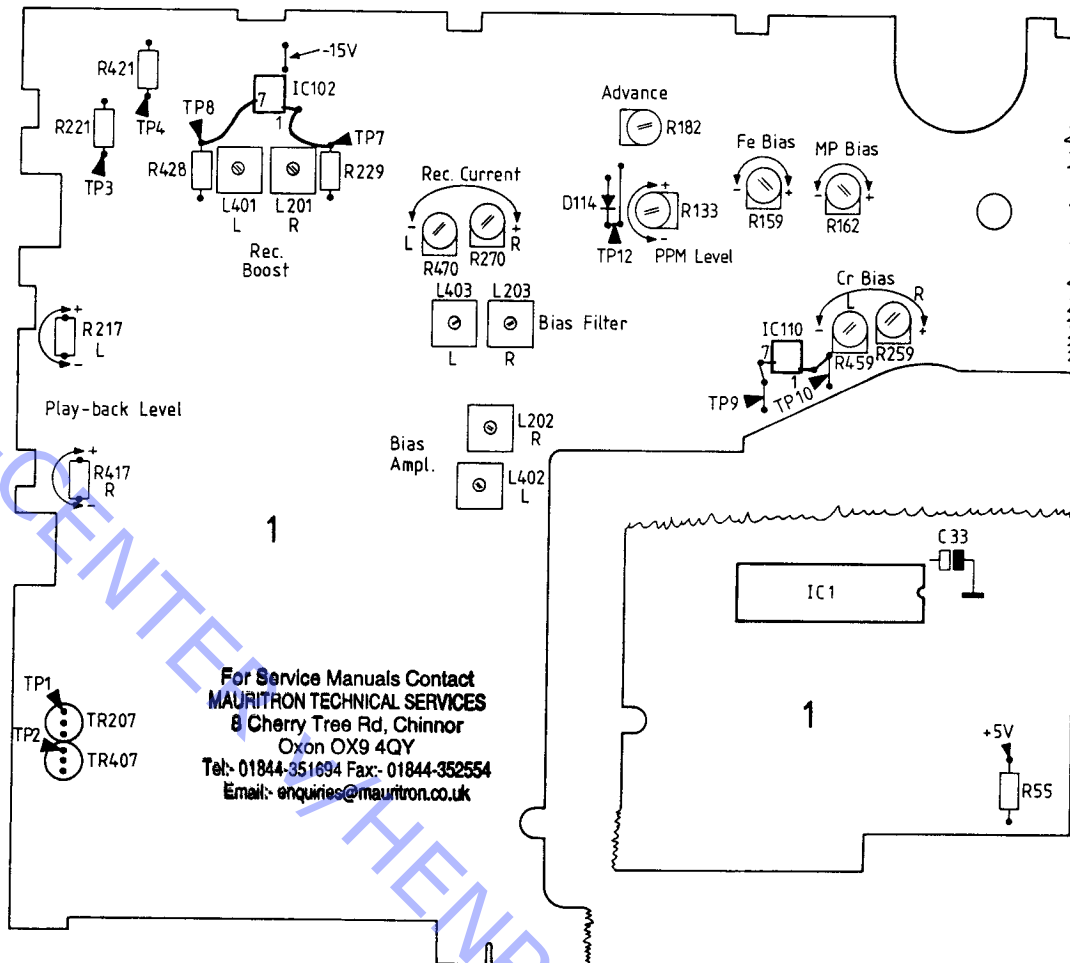 -15V
R421
IC102
7
1
TP8
TP4
TP7
R221
TP3
R428
R229
L401
L
L201
R
Rec.
Boost
Rec. Current
-
+
L
R
R470
R270
L403
L203
Bias Filter
L
R
Advance
R182
D114
+
R133
-
TP12
PPM Level
Fe Bias
-
+
R159
MP Bias
-
+
R162
Cr Bias
L
R
-
+
IC110
7
1
R459
R259
TP9
TP10
+
R217
L
-
Play-back Level
+
R417
R
-
Bias
Ampl.
L202
R
L402
L
1
C33
IC1
1
+5V
R55
TP1
TR207
TP2
TR407
For Service Manuals Contact
MAURITRON TECHNICAL SERVICES
8 Cherry Tree Rd, Chinnor
Oxon OX9 4QY
Tel:- 01844-351694 Fax:- 01844-352554
Email:- enquiries@mauritron.co.uk